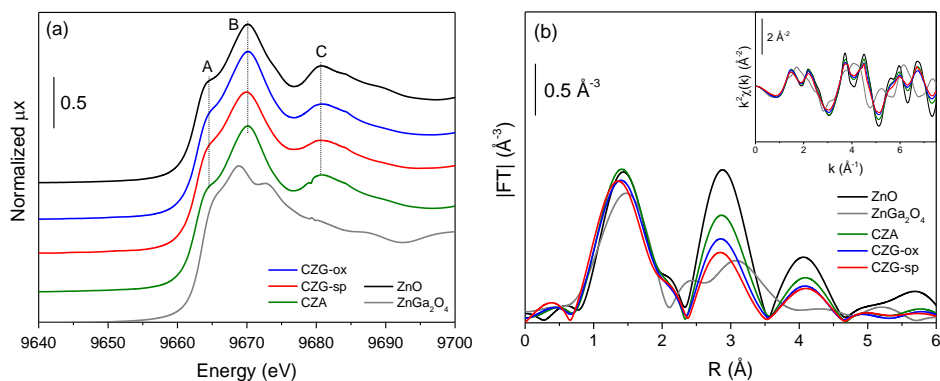 (a)
B
A
C
0.5
Normalized μx
CZG-ox
CZG-sp
CZA
ZnO
ZnGa2O4
9640 9650 9660 9670 9680 9690 9700
Energy (eV)
(b)
0.5 Å-3
|FT| (Å-3)
2 Å-2
k2χ(k) (Å-2)
0 2 4 6
k (Å-1)
ZnO
ZnGa2O4
CZA
CZG-ox
CZG-sp
0 1 2 3 4 5 6
R (Å)